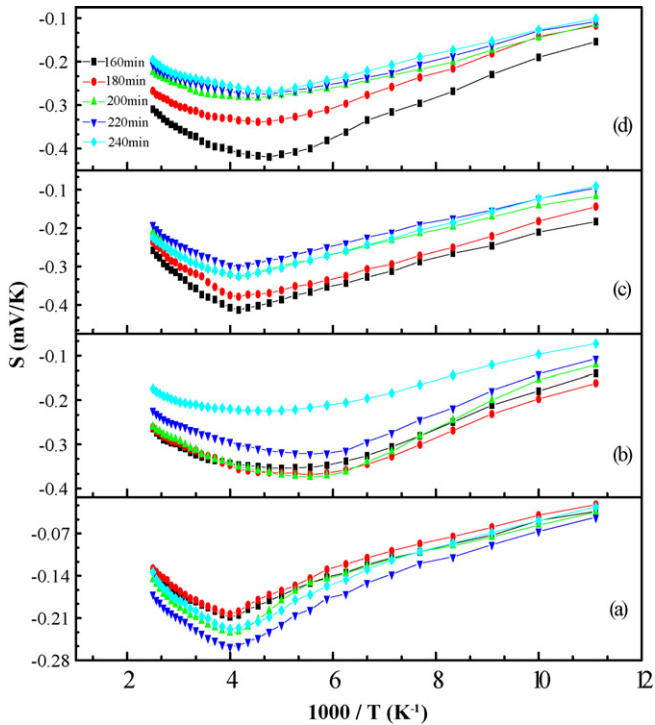 -0.1
-0.2
-0.3
-0.4
160min
180min
200min
220min
240min
(d)
-0.1
-0.2
-0.3
-0.4
(c)
S (mV/K)
-0.1
-0.2
-0.3
-0.4
(b)
-0.07
-0.14
-0.21
-0.28
(a)
2 4 6 8 10 12
1000 / T (K⁻¹)